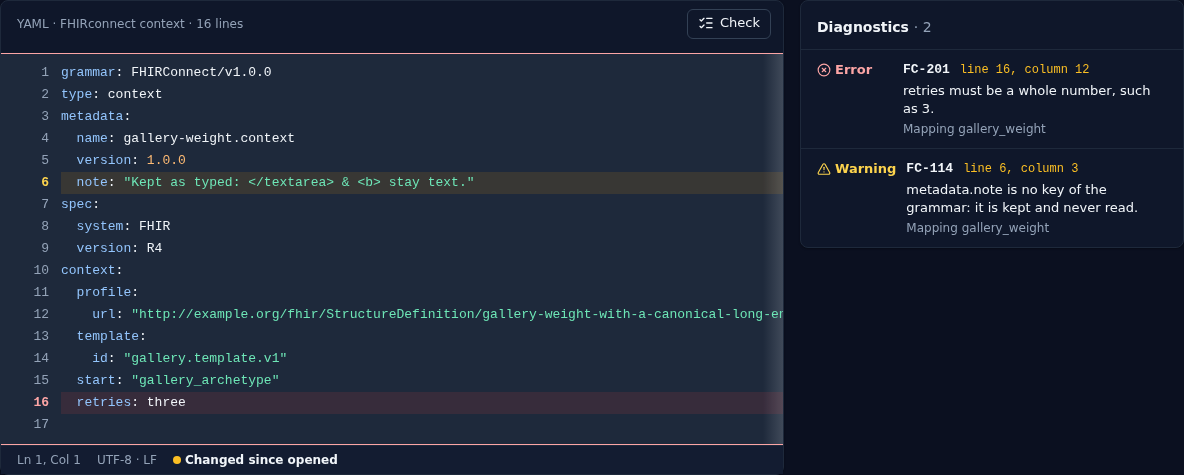 YAML · FHIRconnect context · 16 lines
Check
1 grammar: FHIRConnect/v1.0.0
2 type: context
3 metadata:
4 name: gallery-weight.context
5 version: 1.0.0
6 note: "Kept as typed: </textarea> & <b> stay text."
7 spec:
8 system: FHIR
9 version: R4
10 context:
11 profile:
12 url: "http://example.org/fhir/StructureDefinition/gallery-weight-with-a-canonical-long-en
13 template:
14 id: "gallery.template.v1"
15 start: "gallery_archetype"
16 retries: three
17
Ln 1, Col 1 UTF-8 · LF Changed since opened
Diagnostics · 2
Error FC-201 line 16, column 12
retries must be a whole number, such
as 3.
Mapping gallery_weight
Warning FC-114 line 6, column 3
metadata.note is no key of the
grammar: it is kept and never read.
Mapping gallery_weight